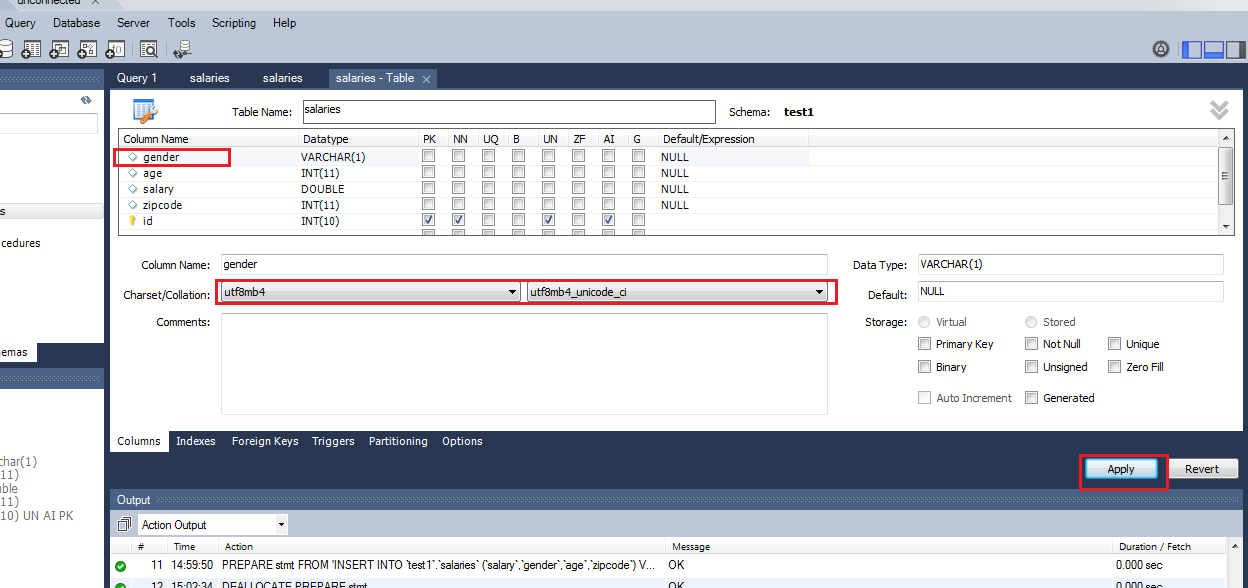 unconnected
Query Database Server Tools Scripting Help
Query 1 salaries salaries salaries - Table
Table Name: salaries Schema: test1
Column Name Datatype PK NN UQ B UN ZF AI G Default/Expression
gender VARCHAR(1) NULL
age INT(11) NULL
salary DOUBLE NULL
zipcode INT(11) NULL
id INT(10)
s
cedures
Column Name: gender Data Type: VARCHAR(1)
Charset/Collation: utf8mb4 utf8mb4_unicode_ci Default: NULL
Comments: Storage: Virtual Stored
Primary Key Not Null Unique
Binary Unsigned Zero Fill
Auto Increment Generated
emas
Columns Indexes Foreign Keys Triggers Partitioning Options
char(1)
11)
uble
11)
10) UN AI PK
Apply Revert
Output
Action Output
# Time Action Message Duration / Fetch
11 14:59:50 PREPARE stmt FROM 'INSERT INTO `test1`.`salaries` (`salary`,`gender`,`age`,`zipcode`) V... OK 0.000 sec
12 15:02:34 DEALLOCATE PREPARE stmt OK 0.000 sec